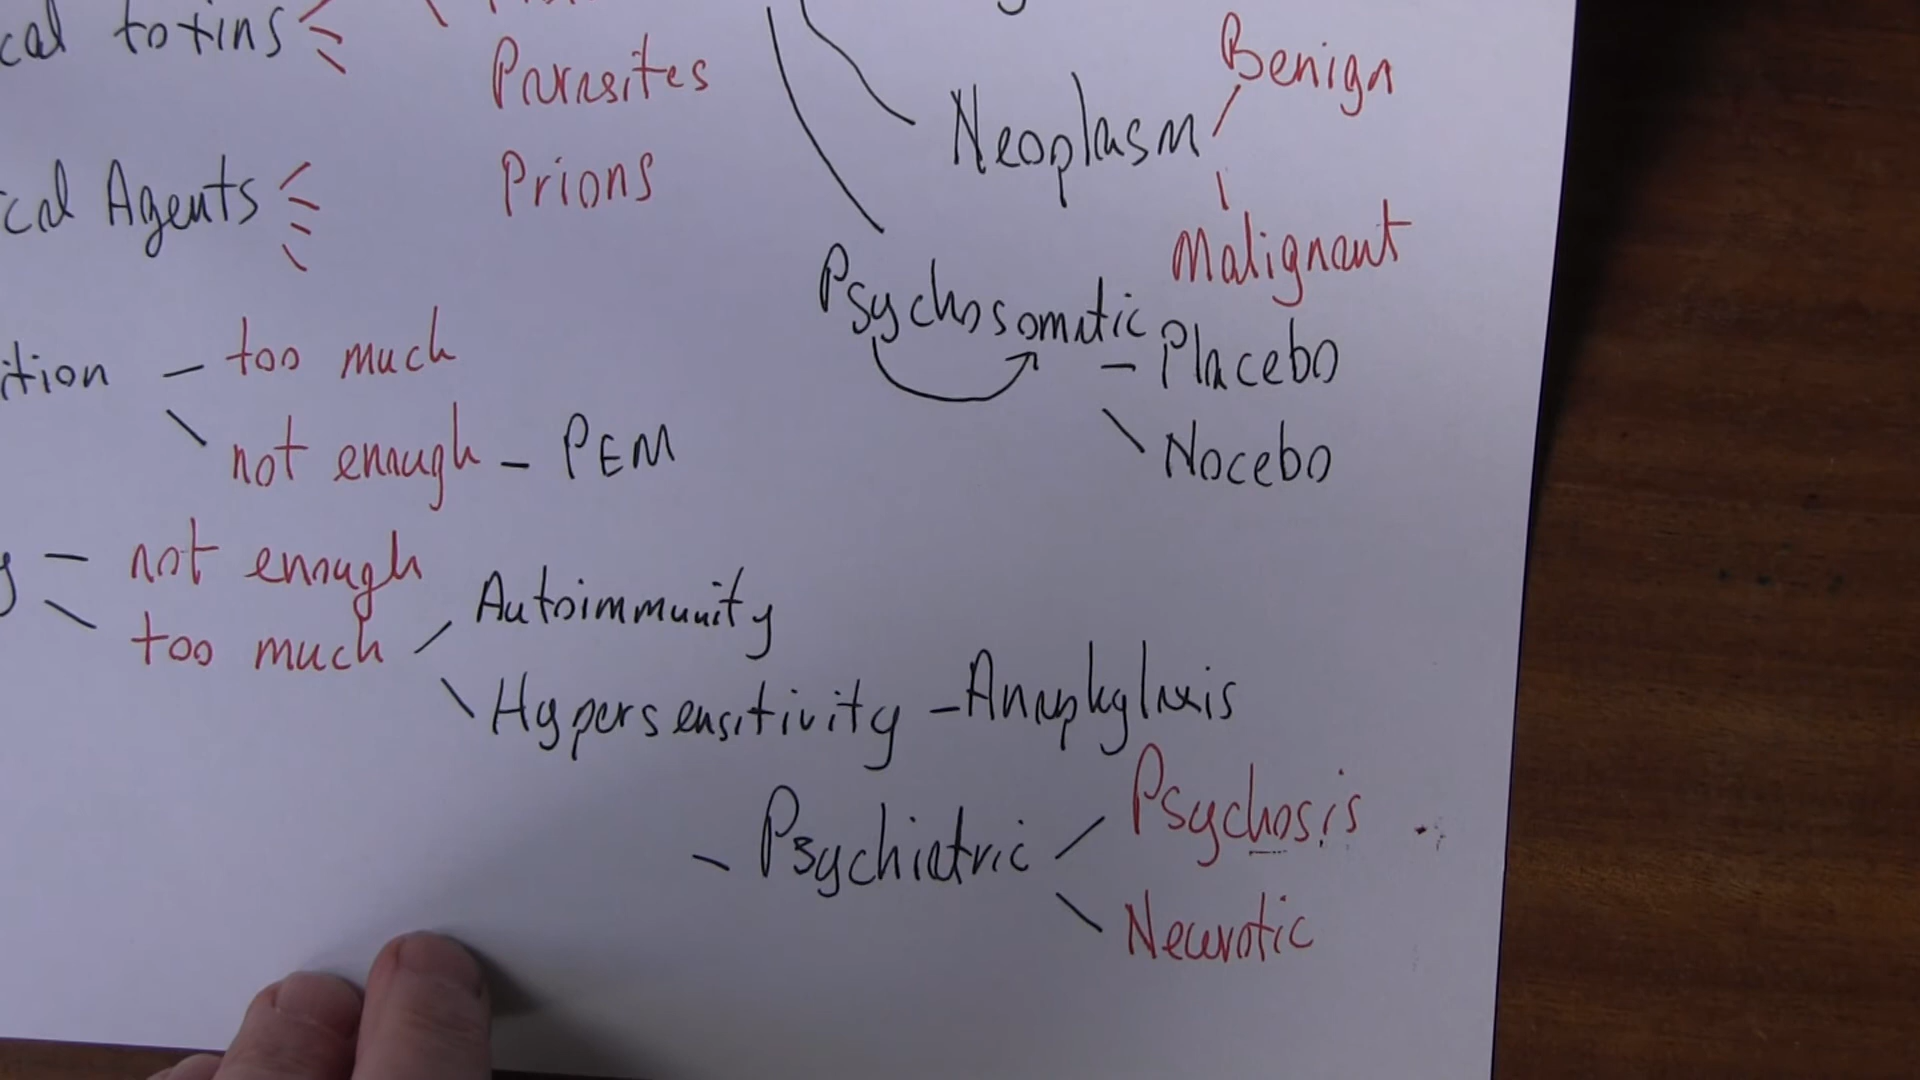 cal toxins
Parasites
Prions
cal Agents
Neoplasm
Benign
Malignant
Psychosomatic
Placebo
Nocebo
ition - too much
not enough - PEM
y - not enough
too much
Autoimmunity
Hypersensitivity - Anaphylaxis
- Psychiatric
Psychosis
Neurotic